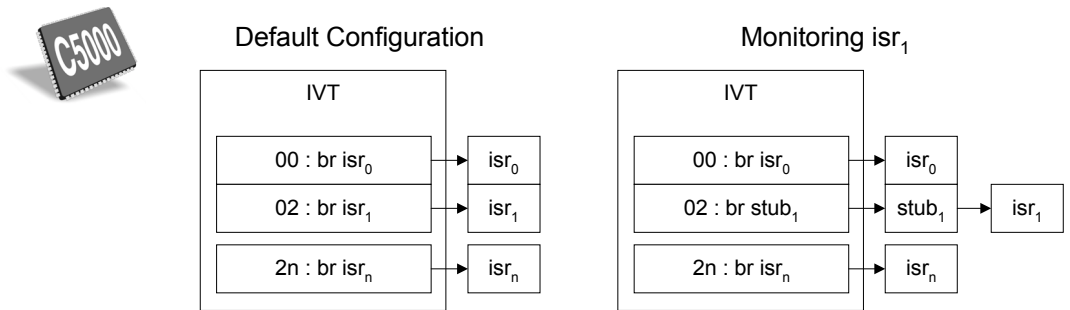 C5000
Default Configuration
IVT
00 : br isr₀
isr₀
02 : br isr₁
isr₁
2n : br isrₙ
isrₙ
Monitoring isr₁
IVT
00 : br isr₀
isr₀
02 : br stub₁
stub₁
isr₁
2n : br isrₙ
isrₙ